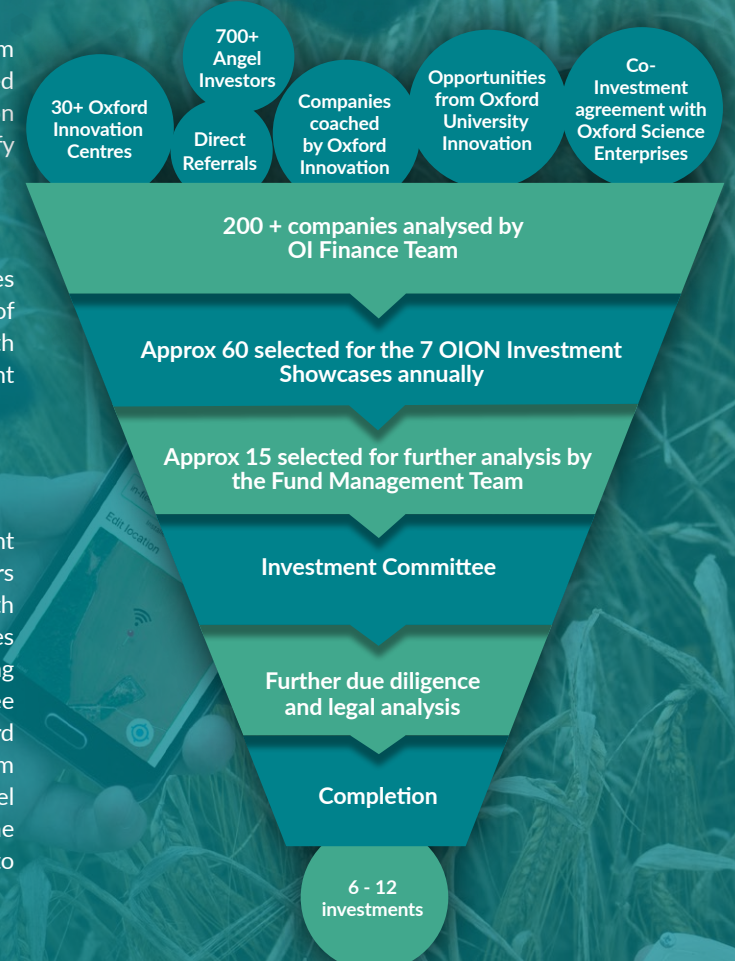 700+
Angel
Investors
30+ Oxford
Innovation
Centres
Direct
Referrals
Companies
coached
by Oxford
Innovation
Opportunities
from Oxford
University
Innovation
Co-
Investment
agreement with
Oxford Science
Enterprises
200 + companies analysed by
OI Finance Team
Approx 60 selected for the 7 OION Investment
Showcases annually
Approx 15 selected for further analysis by
the Fund Management Team
Investment Committee
Further due diligence
and legal analysis
Completion
6 - 12
investments
Edit location